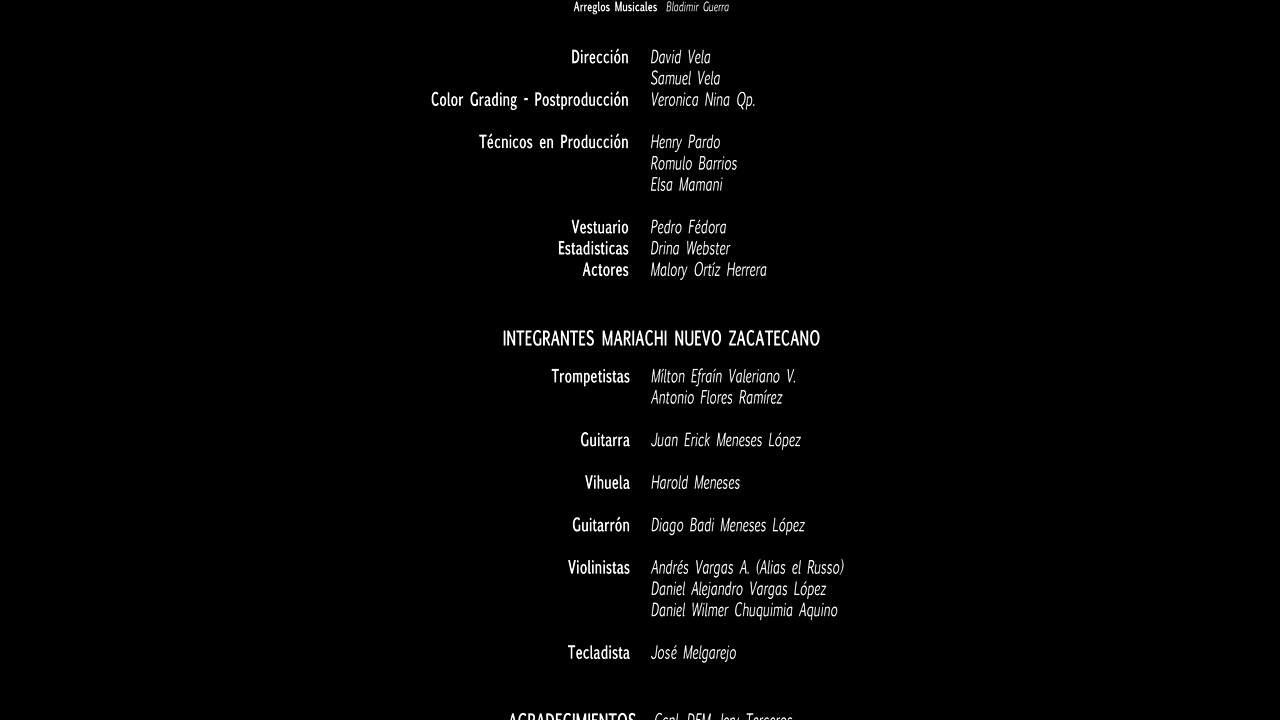 Arreglos Musicales Bladimir Guerra
Dirección David Vela
Samuel Vela
Color Grading - Postproducción Veronica Nina Qp.
Técnicos en Producción Henry Pardo
Romulo Barrios
Elsa Mamani
Vestuario Pedro Fédora
Estadisticas Drina Webster
Actores Malory Ortíz Herrera
INTEGRANTES MARIACHI NUEVO ZACATECANO
Trompetistas Mílton Efraín Valeriano V.
Antonio Flores Ramírez
Guitarra Juan Erick Meneses López
Vihuela Harold Meneses
Guitarrón Diago Badi Meneses López
Violinistas Andrés Vargas A. (Alias el Russo)
Daniel Alejandro Vargas López
Daniel Wilmer Chuquimia Aquino
Tecladista José Melgarejo
AGRADECIMIENTOS